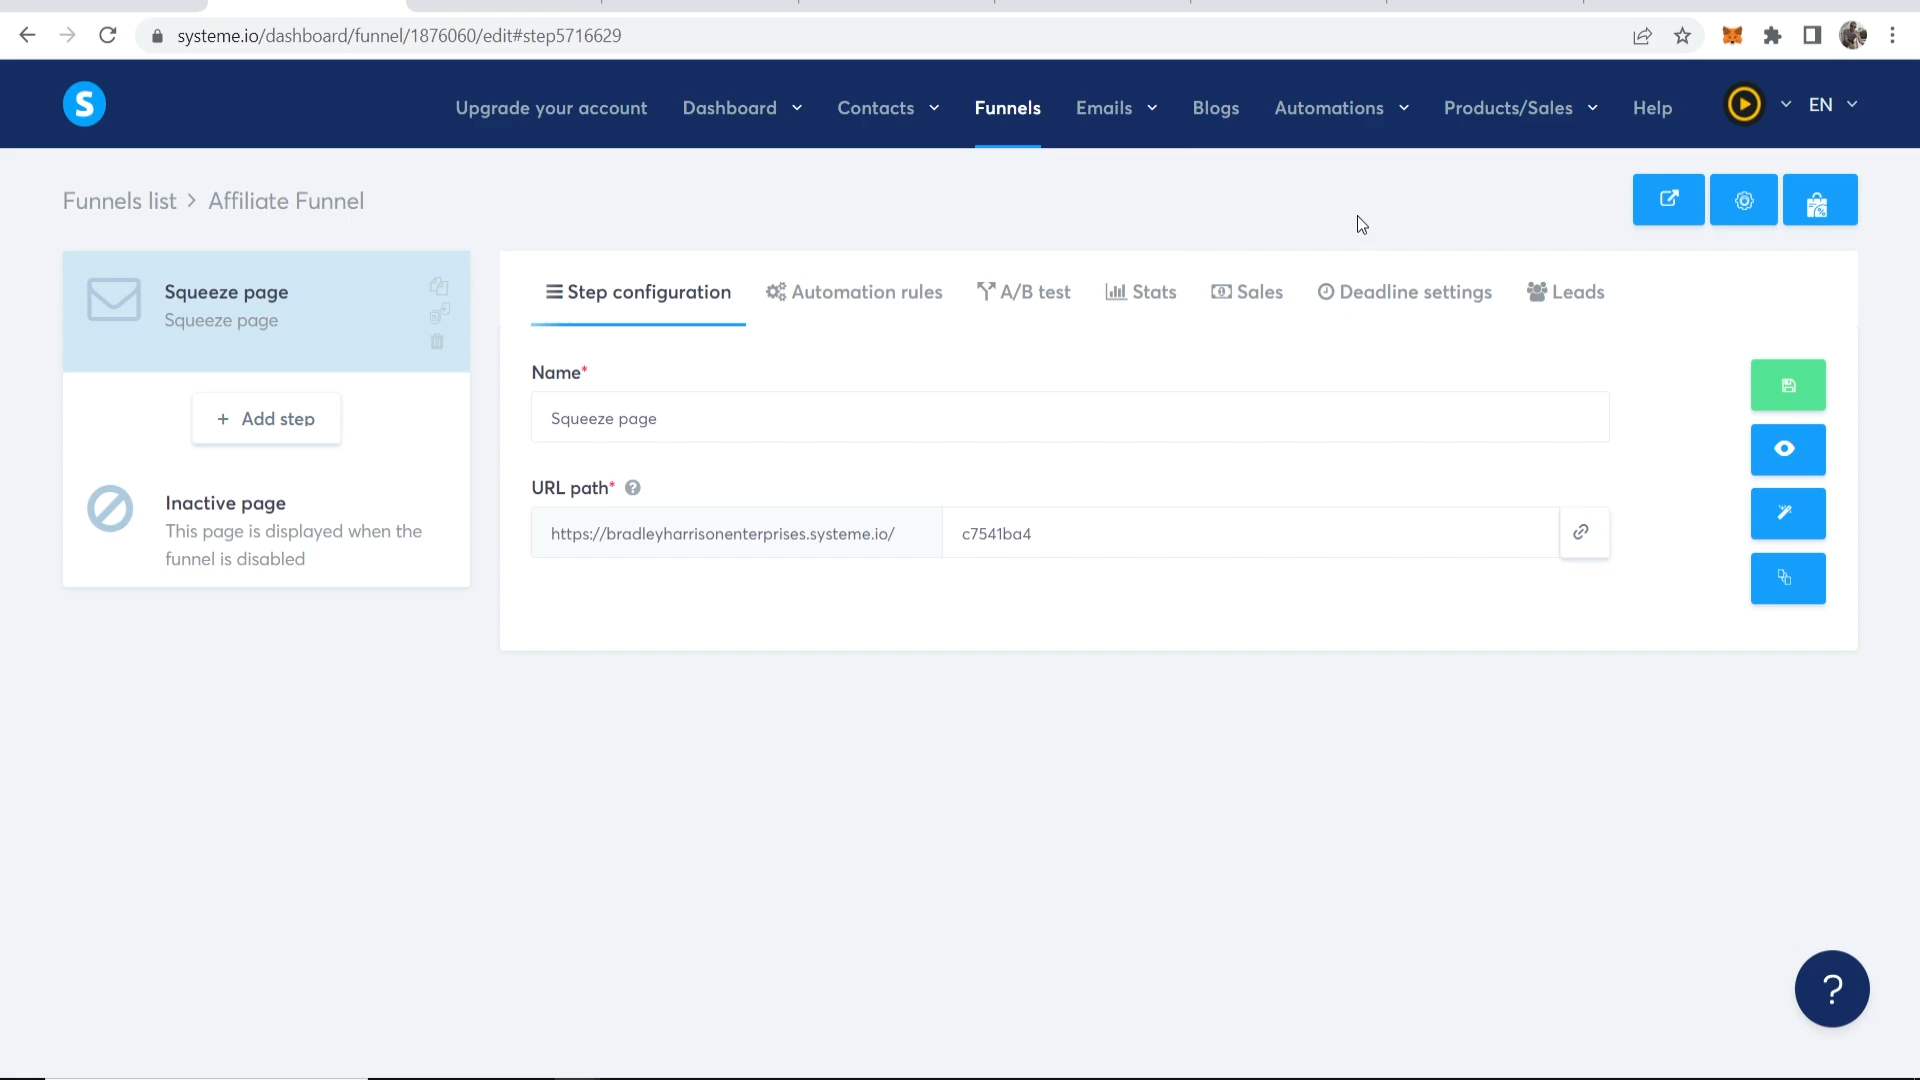 systeme.io/dashboard/funnel/1876060/edit#step5716629
S
Upgrade your account
Dashboard
Contacts
Funnels
Emails
Blogs
Automations
Products/Sales
Help
EN
Funnels list > Affiliate Funnel
Squeeze page
Squeeze page
+ Add step
Inactive page
This page is displayed when the
funnel is disabled
Step configuration
Automation rules
A/B test
Stats
Sales
Deadline settings
Leads
Name*
Squeeze page
URL path* ?
https://bradleyharrisonenterprises.systeme.io/
c7541ba4
?